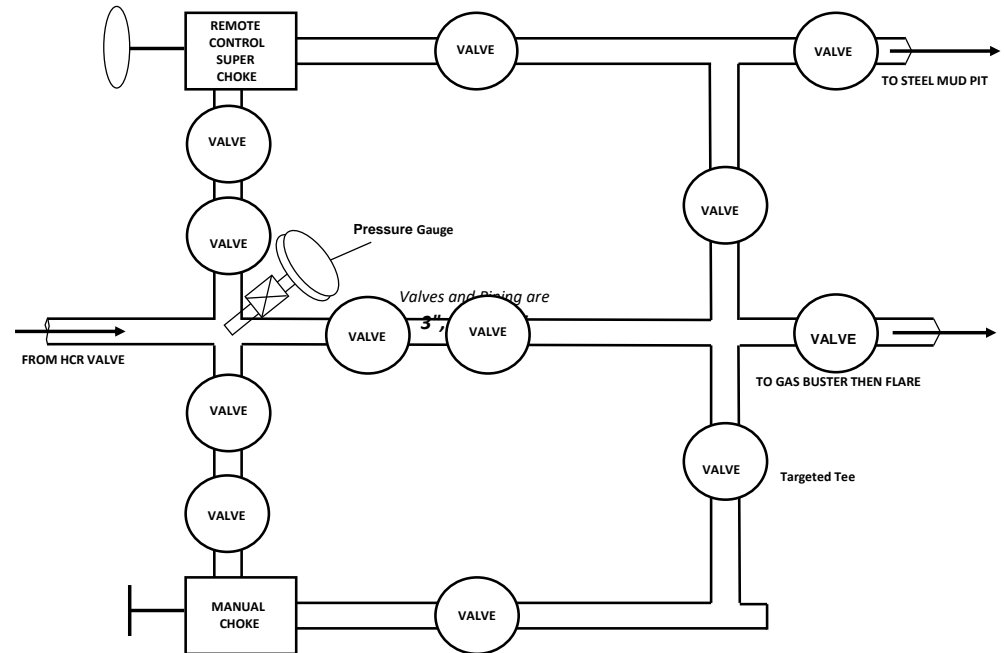 REMOTE
CONTROL
SUPER
CHOKE
VALVE
VALVE
TO STEEL MUD PIT
VALVE
VALVE
VALVE
Pressure Gauge
Valves and Piping are
3",
VALVE
VALVE
VALVE
FROM HCR VALVE
TO GAS BUSTER THEN FLARE
VALVE
VALVE
Targeted Tee
VALVE
MANUAL
CHOKE
VALVE